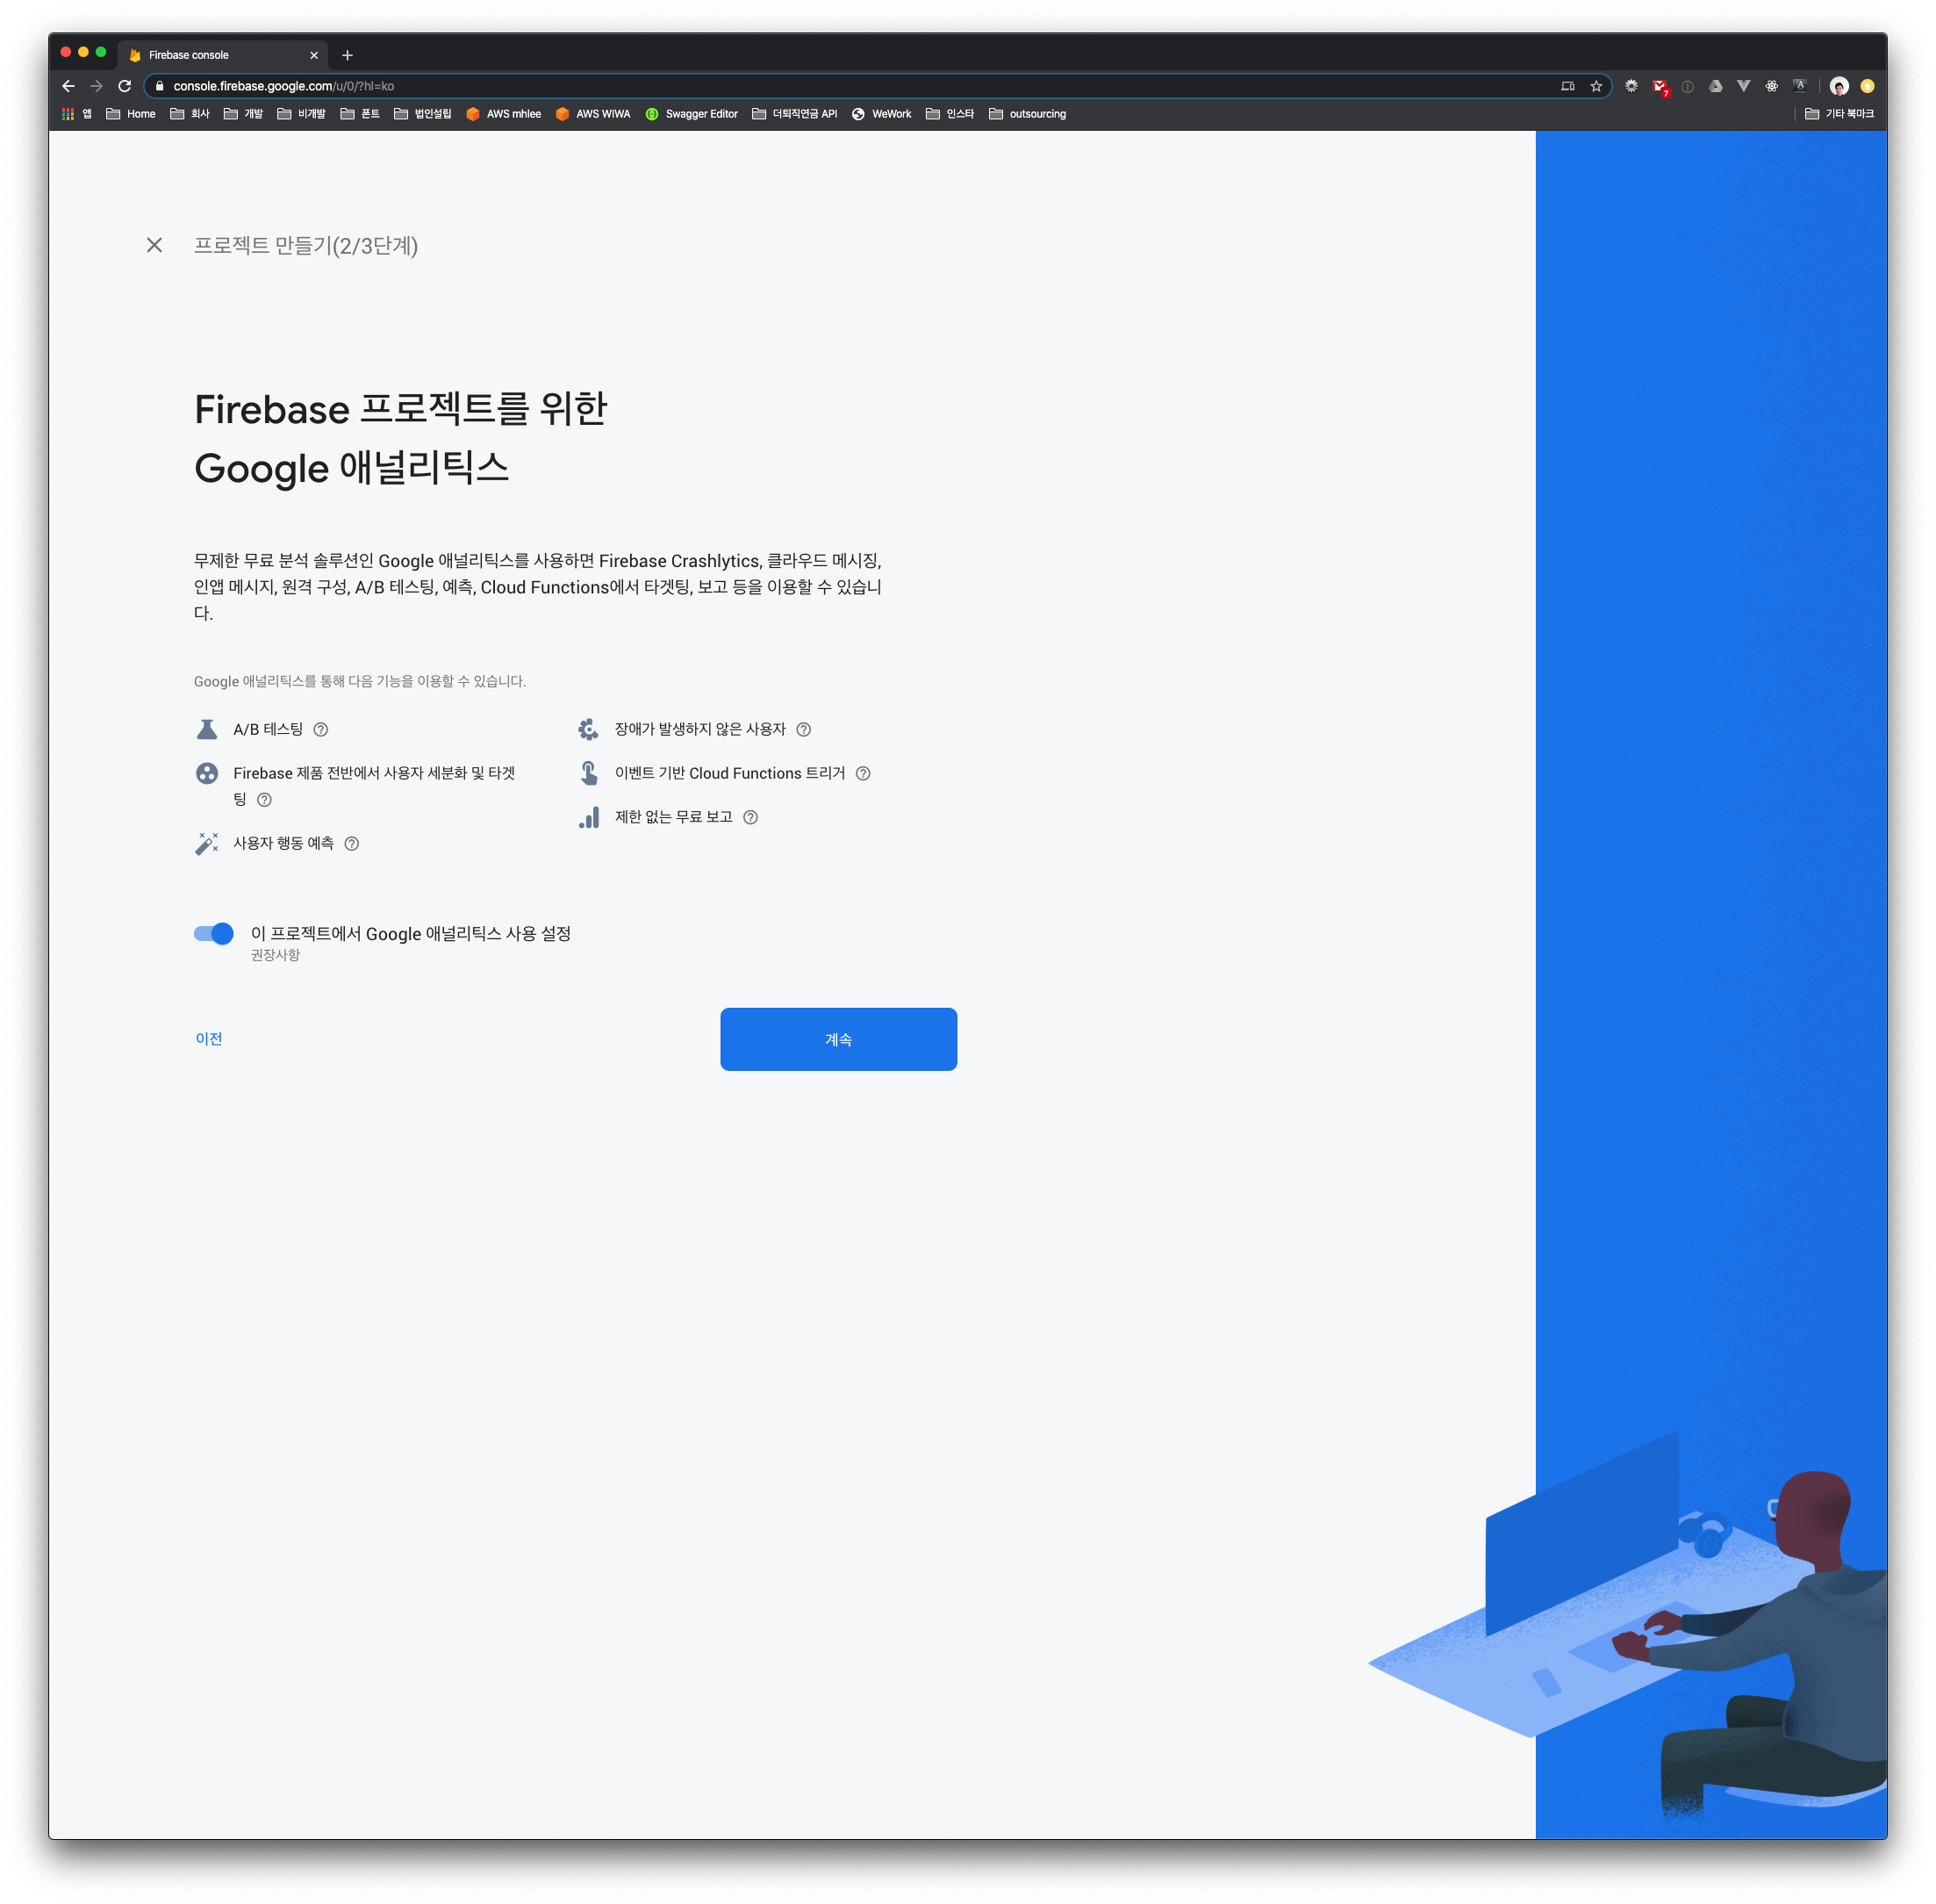 Firebase console
console.firebase.google.com/u/0/?hl=ko
7
앱 Home 회사 개발 비개발 폰트 법인설립 AWS mhlee AWS WIWA Swagger Editor 더퇴직연금 API WeWork 인스타 outsourcing 기타 북마크
프로젝트 만들기(2/3단계)
Firebase 프로젝트를 위한
Google 애널리틱스
무제한 무료 분석 솔루션인 Google 애널리틱스를 사용하면 Firebase Crashlytics, 클라우드 메시징,
인앱 메시지, 원격 구성, A/B 테스팅, 예측, Cloud Functions에서 타겟팅, 보고 등을 이용할 수 있습니
다.
Google 애널리틱스를 통해 다음 기능을 이용할 수 있습니다.
A/B 테스팅
Firebase 제품 전반에서 사용자 세분화 및 타겟
팅
사용자 행동 예측
장애가 발생하지 않은 사용자
이벤트 기반 Cloud Functions 트리거
제한 없는 무료 보고
이 프로젝트에서 Google 애널리틱스 사용 설정
권장사항
이전
계속